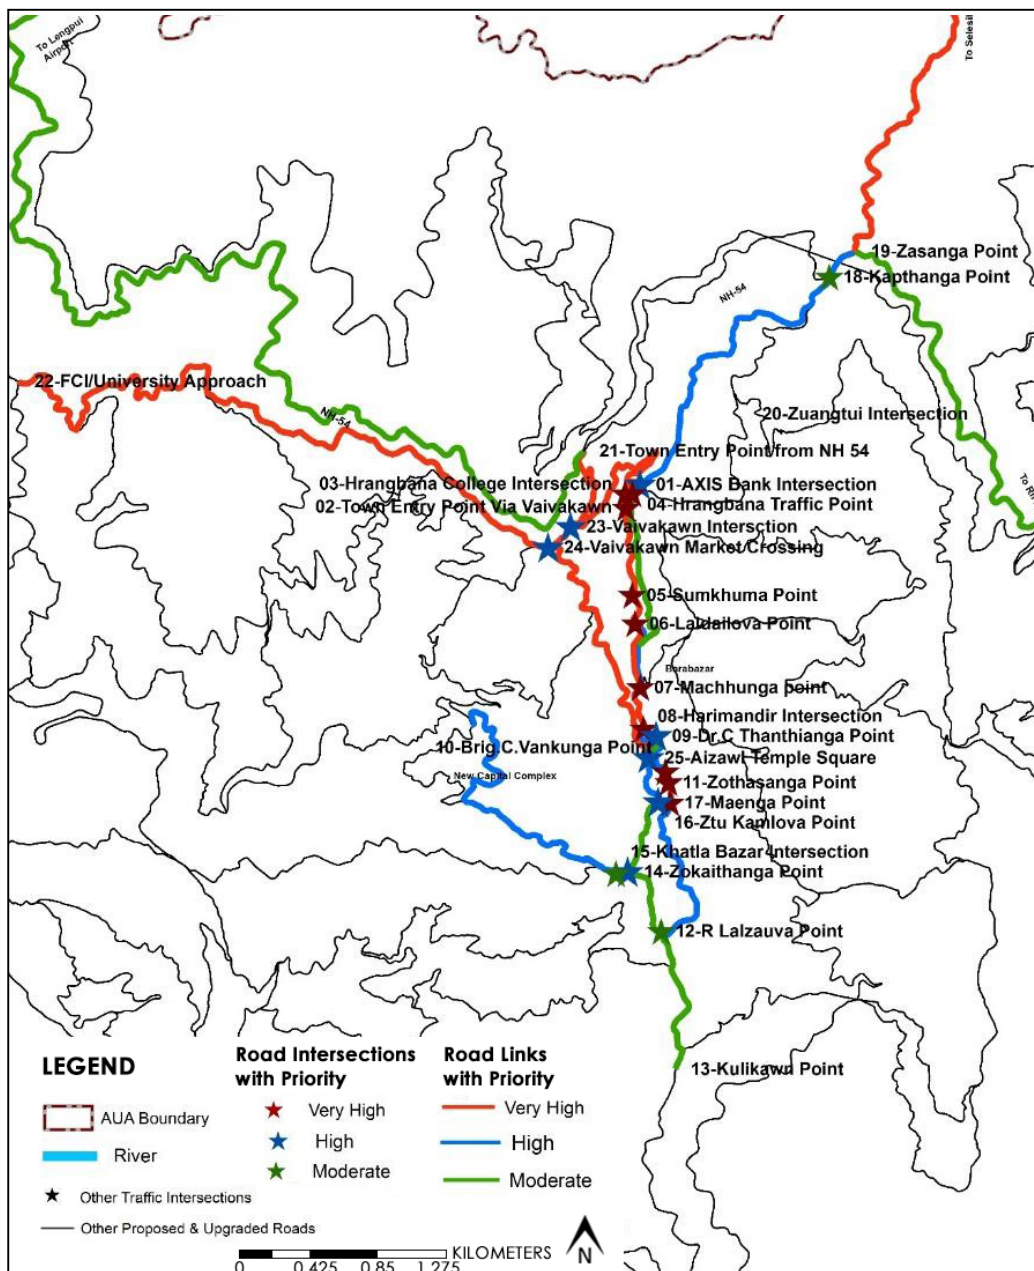 To Lengpui
Airport
To Selesi
19-Zasanga Point
18-Kapthanga Point
NH-54
22-FCI/University Approach
NH-54
20-Zuangtui Intersection
21-Town Entry Point from NH 54
03-Hrangbana College Intersection
01-AXIS Bank Intersection
02-Town Entry Point Via Vaivakawn
04-Hrangbana Traffic Point
23-Vaivakawn Intersction
24-Vaivakawn Market Crossing
05-Sumkhuma Point
06-Laldailova Point
Barabazar
07-Machhunga point
08-Harimandir Intersection
09-Dr.C Thanthianga Point
10-Brig.C.Vankunga Point
25-Aizawl Temple Square
New Capital Complex
11-Zothasanga Point
17-Maenga Point
16-Ztu Kamlova Point
15-Khatla Bazar Intersection
14-Zokaithanga Point
12-R Lalzauva Point
13-Kulikawn Point
LEGEND
AUA Boundary
River
Other Traffic Intersections
Other Proposed & Upgraded Roads
Road Intersections
with Priority
Very High
High
Moderate
Road Links
with Priority
Very High
High
Moderate
KILOMETERS
0 0.425 0.85 1.275
N